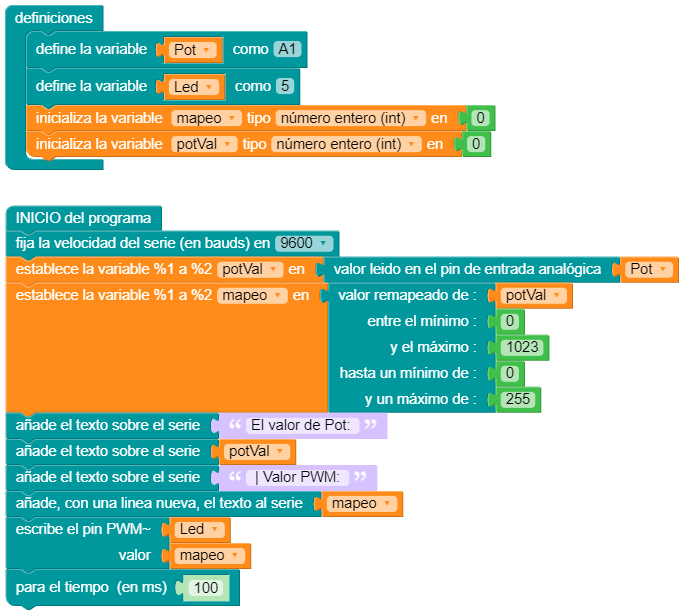 definiciones
define la variable Pot como A1
define la variable Led como 5
inicializa la variable mapeo tipo número entero (int) en 0
inicializa la variable potVal tipo número entero (int) en 0
INICIO del programa
fija la velocidad del serie (en bauds) en 9600
establece la variable %1 a %2 potVal en valor leido en el pin de entrada analógica Pot
establece la variable %1 a %2 mapeo en valor remapeado de : potVal
entre el mínimo : 0
y el máximo : 1023
hasta un mínimo de : 0
y un máximo de : 255
añade el texto sobre el serie “ El valor de Pot: ”
añade el texto sobre el serie potVal
añade el texto sobre el serie “ | Valor PWM: ”
añade, con una linea nueva, el texto al serie mapeo
escribe el pin PWM~ Led
valor mapeo
para el tiempo (en ms) 100